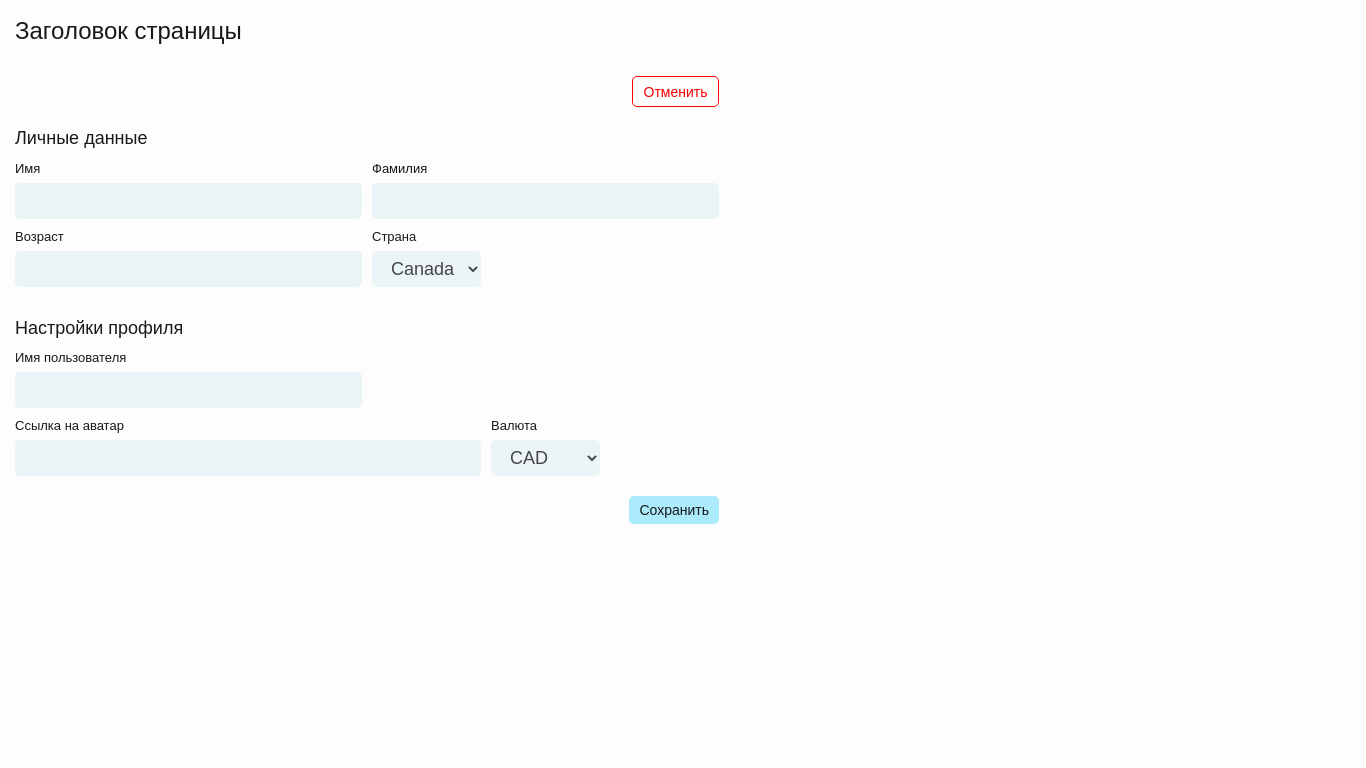 Заголовок страницы
Отменить
Личные данные
Имя Фамилия
Возраст Страна
Canada
Настройки профиля
Имя пользователя
Ссылка на аватар Валюта
CAD
Сохранить